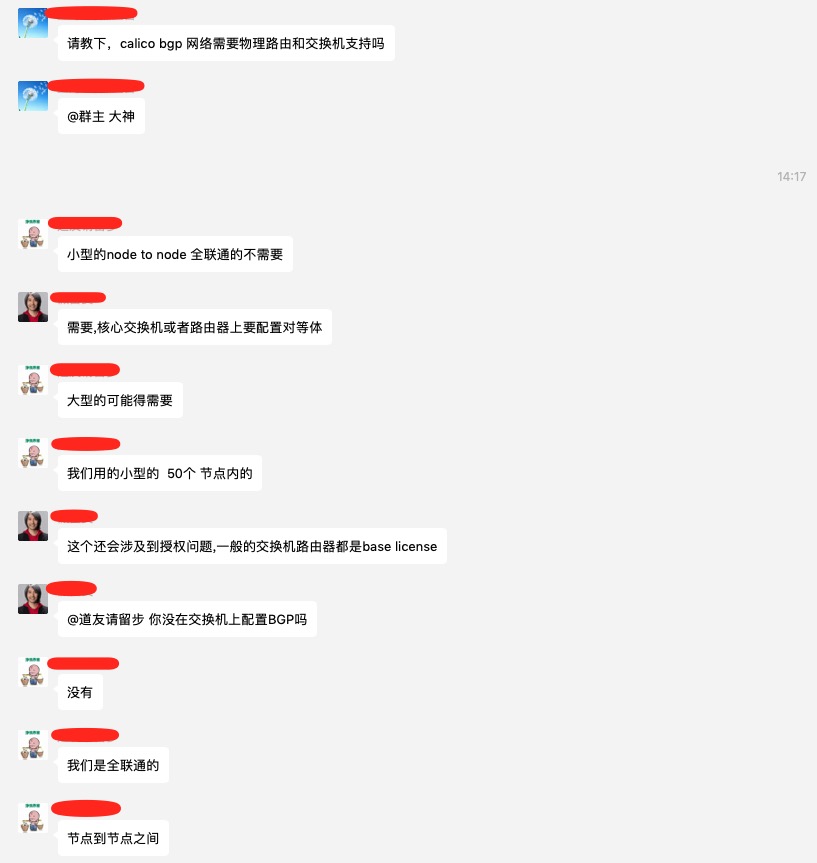 请教下，calico bgp 网络需要物理路由和交换机支持吗
@群主 大神
14:17
小型的node to node 全联通的不需要
需要,核心交换机或者路由器上要配置对等体
大型的可能得需要
我们用的小型的 50个 节点内的
这个还会涉及到授权问题,一般的交换机路由器都是base license
@道友请留步 你没在交换机上配置BGP吗
没有
我们是全联通的
节点到节点之间